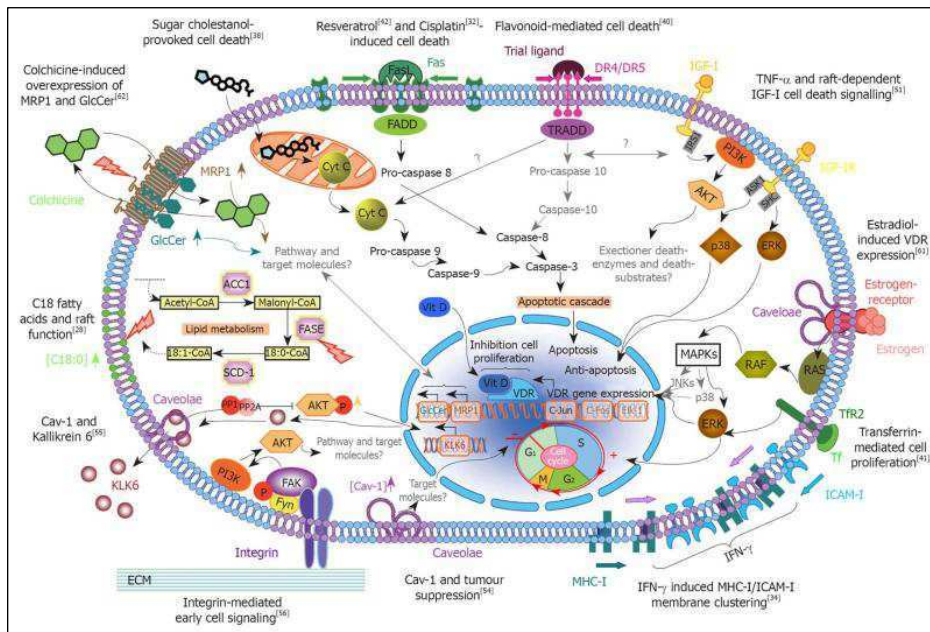 Sugar cholestanol-
provoked cell death[38]
Resveratrol[42] and Cisplatin[32]-
induced cell death
Flavonoid-mediated cell death[40]
Trial ligand
FasL
Fas
DR4/DR5
IGF-I
TNF-α and raft-dependent
IGF-I cell death signalling[51]
Colchicine-induced
overexpression
of MRP1 and GlcCer[62]
FADD
TRADD
IRS1
PI3K
IGF-IR
Cyt C
Pro-caspase 8
?
?
Pro-caspase 10
AKT
ASK1
SHC
MRP1
Colchicine
GlcCer
Cyt C
Caspase-10
Pro-caspase 9
Caspase-8
p38
ERK
Estradiol-
induced VDR
expression[61]
Pathway and
target molecules?
Caspase-9
Caspase-3
Exectioner death-
enzymes and death-
substrates?
ACC1
Acetyl-CoA
Malonyl-CoA
C18 fatty
acids and raft
function[28]
Lipid metabolism
FASE
Vit D
Apoptotic cascade
Caveloae
Estrogen-
receptor
Estrogen
[C18:0]
18:1-CoA
18:0-CoA
SCD-1
Inhibition cell
proliferation
Apoptosis
Anti-apoptosis
MAPKs
RAF
RAS
Vit D
VDR
VDR gene expression
JNKs
p38
Caveolae
PP1
PP2A
AKT
P
GlcCer
MRP1
C-Jun
C-Fos
Elk-1
ERK
TfR2
Tf
Cav-1 and
Kallikrein 6[55]
AKT
Pathway and target
molecules?
KLK6
G1
S
Cell
cycle
M
G2
+
Transferrin-
mediated cell
proliferation[41]
KLK6
PI3K
P
FAK
Fyn
[Cav-1]
Target
molecules?
ICAM-I
Integrin
Caveolae
MHC-I
IFN-γ
ECM
Integrin-mediated
early cell signaling[56]
Cav-1 and tumour
suppression[54]
IFN-γ induced MHC-I/ICAM-I
membrane clustering[34]